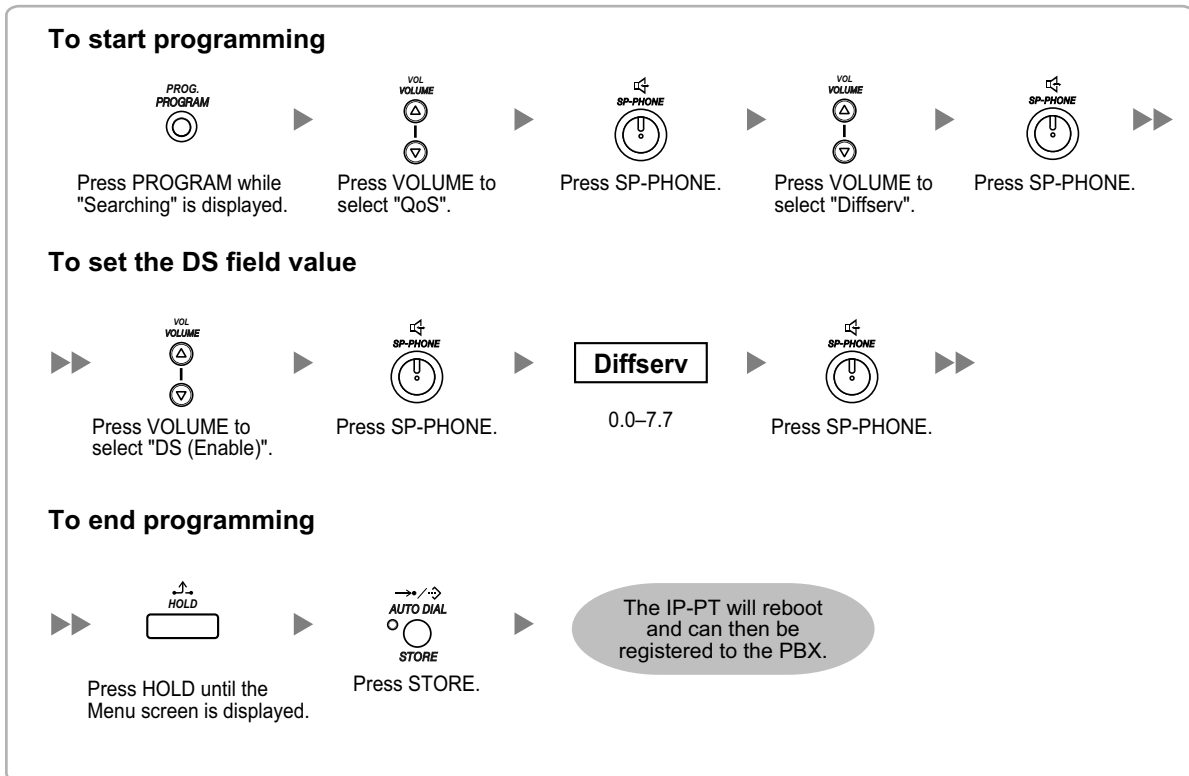 To start programming
PROG.
PROGRAM
Press PROGRAM while
"Searching" is displayed.
VOL
VOLUME
Press VOLUME to
select "QoS".
SP-PHONE
Press SP-PHONE.
VOL
VOLUME
Press VOLUME to
select "Diffserv".
SP-PHONE
Press SP-PHONE.
To set the DS field value
VOL
VOLUME
Press VOLUME to
select "DS (Enable)".
SP-PHONE
Press SP-PHONE.
Diffserv
0.0–7.7
SP-PHONE
Press SP-PHONE.
To end programming
HOLD
Press HOLD until the
Menu screen is displayed.
AUTO DIAL
STORE
Press STORE.
The IP-PT will reboot
and can then be
registered to the PBX.